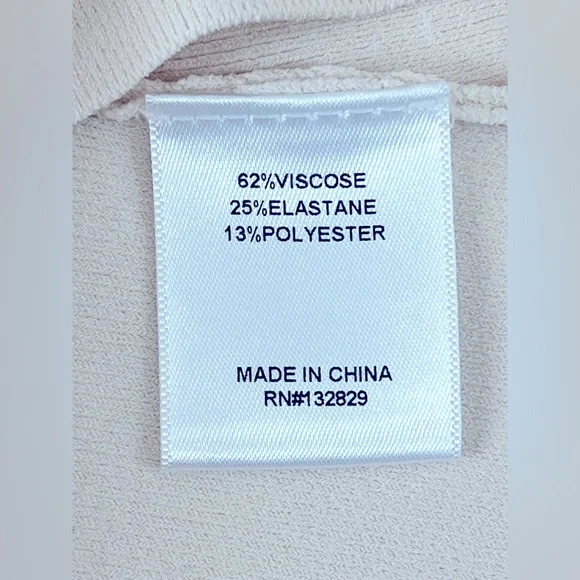 62%VISCOSE
25%ELASTANE
13%POLYESTER
MADE IN CHINA
RN#132829